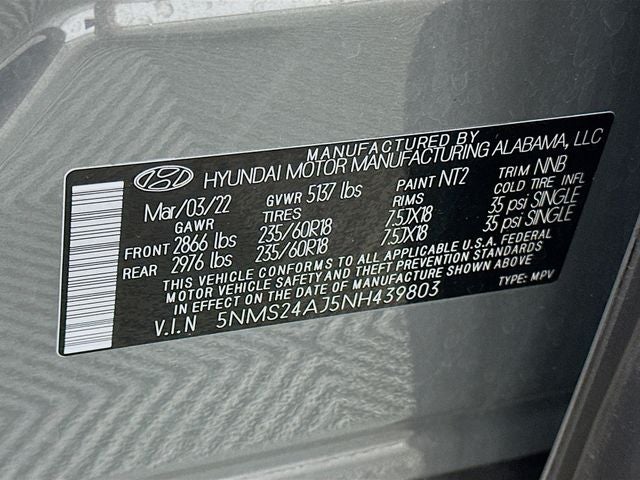 MANUFACTURED BY
HYUNDAI MOTOR MANUFACTURING ALABAMA, LLC
Mar/03/22 GVWR 5137 lbs PAINT NT2 TRIM NNB
GAWR TIRES RIMS COLD TIRE INFL
FRONT 2866 lbs 235/60R18 7.5JX18 35 psi SINGLE
REAR 2976 lbs 235/60R18 7.5JX18 35 psi SINGLE
THIS VEHICLE CONFORMS TO ALL APPLICABLE U.S.A. FEDERAL
MOTOR VEHICLE SAFETY AND THEFT PREVENTION STANDARDS
IN EFFECT ON THE DATE OF MANUFACTURE SHOWN ABOVE
V.I.N 5NMS24AJ5NH439803 TYPE: M.P.V